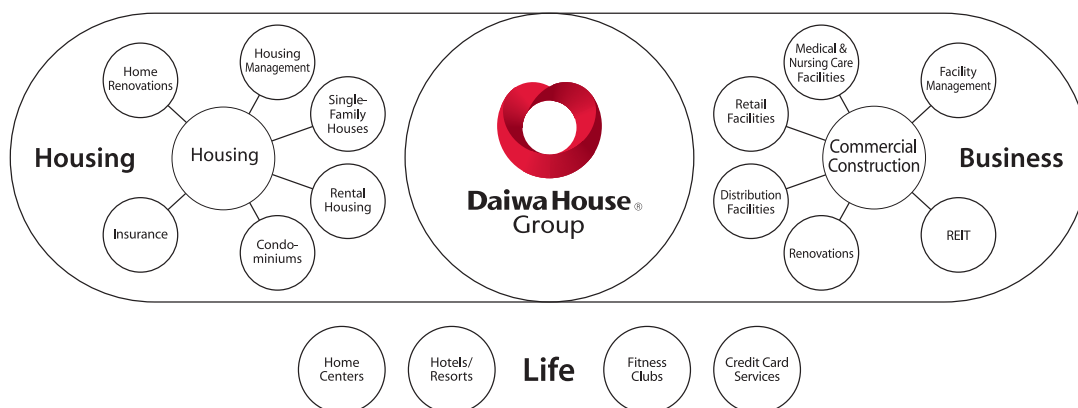 Housing
Home
Renovations
Housing
Management
Single-
Family
Houses
Housing
Rental
Housing
Insurance
Condo-
miniums
Daiwa House ®
Group
Medical &
Nursing Care
Facilities
Facility
Management
Retail
Facilities
Commercial
Construction
Business
Distribution
Facilities
Renovations
REIT
Home
Centers
Hotels/
Resorts
Life
Fitness
Clubs
Credit Card
Services